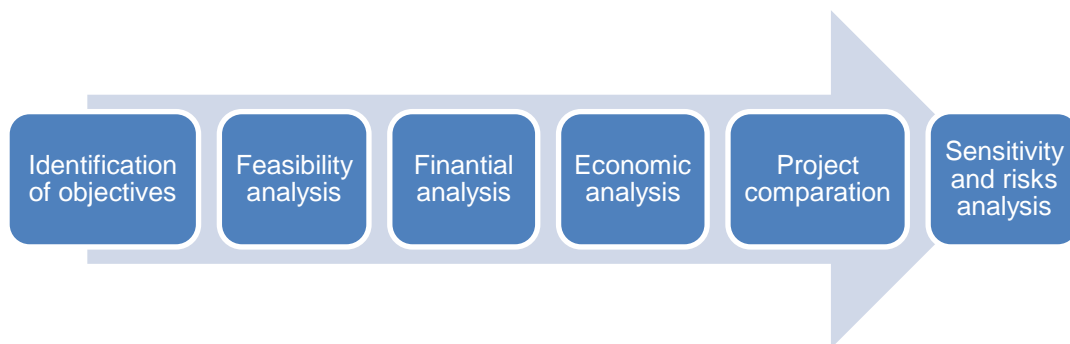 Identification
of objectives
Feasibility
analysis
Finantial
analysis
Economic
analysis
Project
comparation
Sensitivity
and risks
analysis